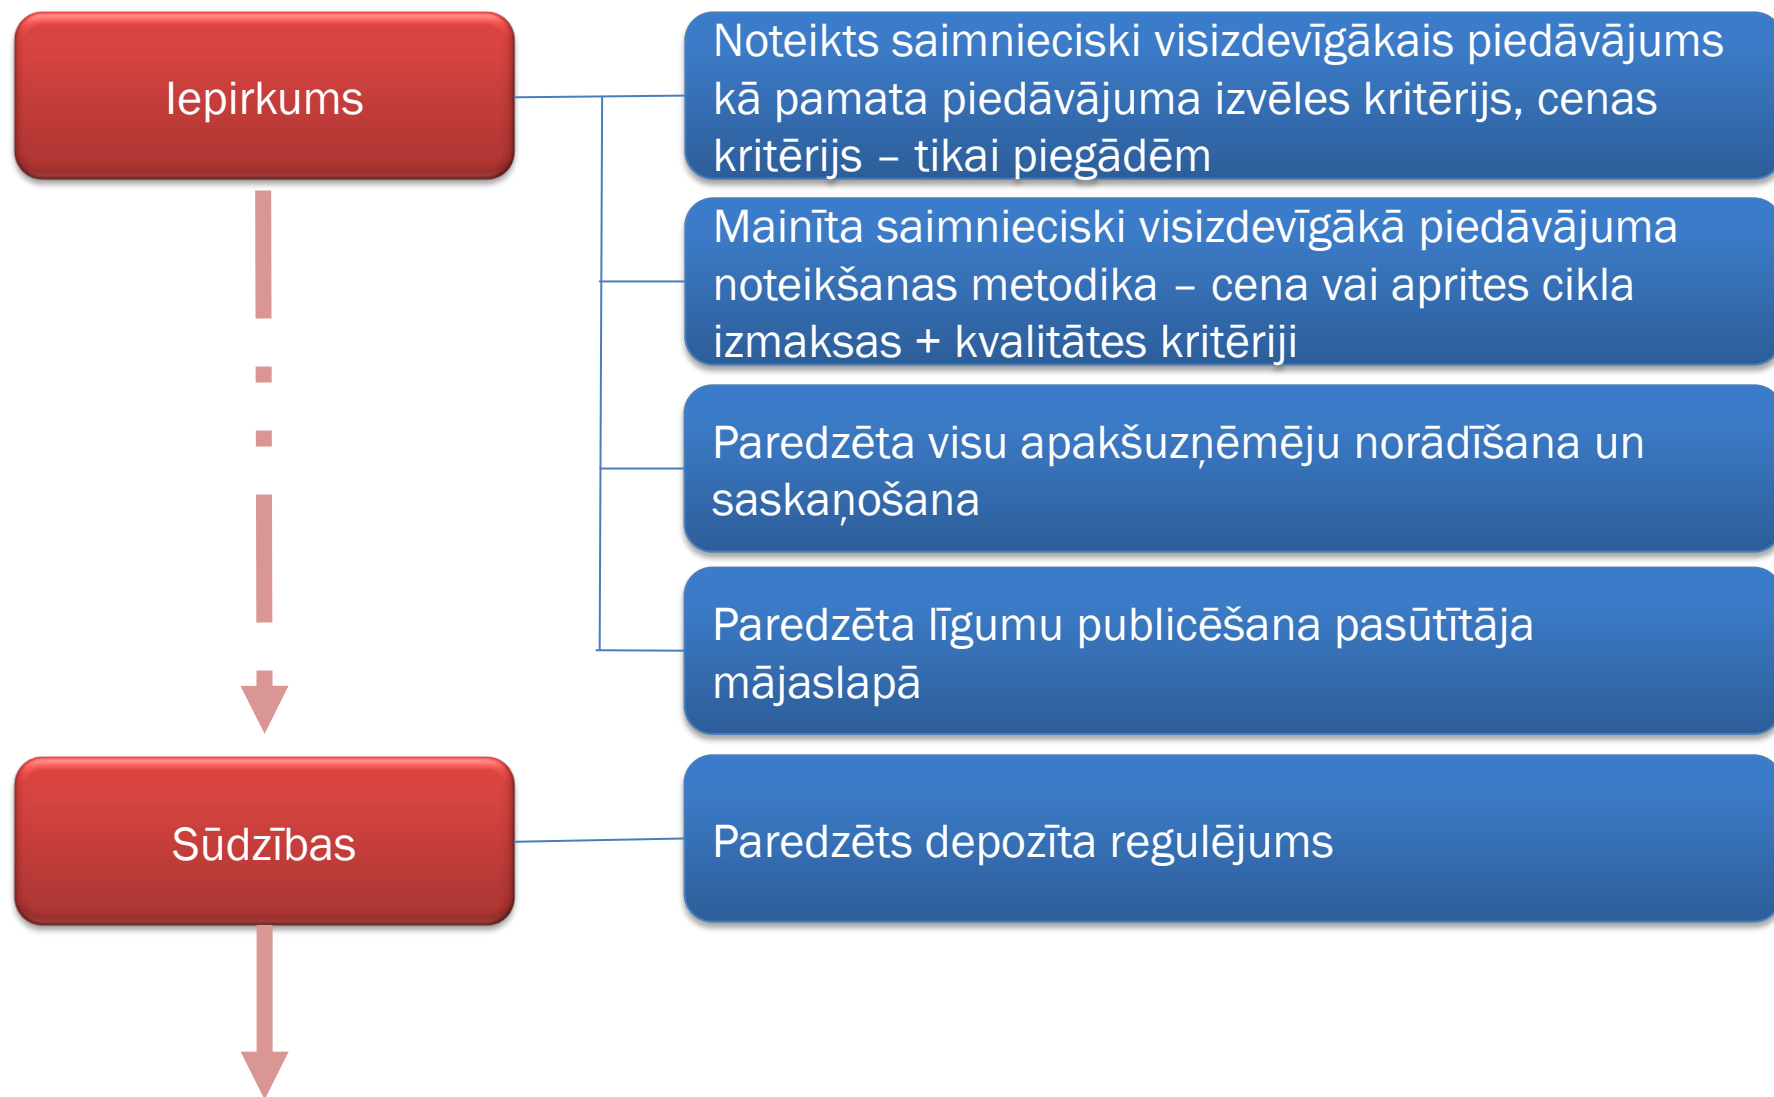 Iepirkums
Noteikts saimnieciski visizdevīgākais piedāvājums
kā pamata piedāvājuma izvēles kritērijs, cenas
kritērijs – tikai piegādēm
Mainīta saimnieciski visizdevīgākā piedāvājuma
noteikšanas metodika – cena vai aprites cikla
izmaksas + kvalitātes kritēriji
Paredzēta visu apakšuzņēmēju norādīšana un
saskaņošana
Paredzēta līgumu publicēšana pasūtītāja
mājaslapā
Sūdzības
Paredzēts depozīta regulējums